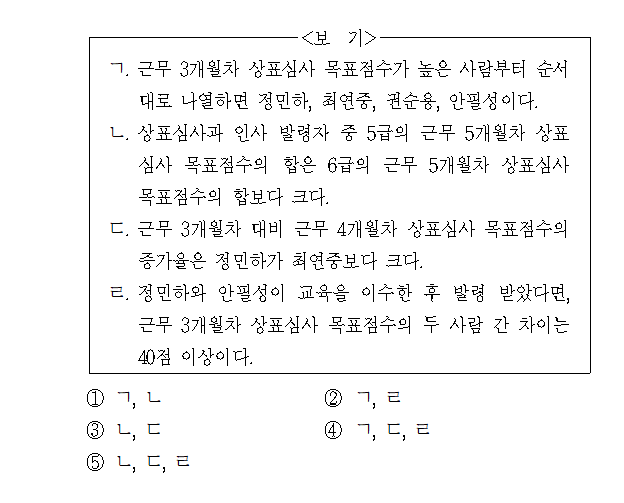 <보 기>
ㄱ. 근무 3개월차 상표심사 목표점수가 높은 사람부터 순서
대로 나열하면 정민하, 최연중, 권순용, 안필성이다.
ㄴ. 상표심사과 인사 발령자 중 5급의 근무 5개월차 상표
심사 목표점수의 합은 6급의 근무 5개월차 상표심사
목표점수의 합보다 크다.
ㄷ. 근무 3개월차 대비 근무 4개월차 상표심사 목표점수의
증가율은 정민하가 최연중보다 크다.
ㄹ. 정민하와 안필성이 교육을 이수한 후 발령 받았다면,
근무 3개월차 상표심사 목표점수의 두 사람 간 차이는
40점 이상이다.
① ㄱ, ㄴ ② ㄱ, ㄹ
③ ㄴ, ㄷ ④ ㄱ, ㄷ, ㄹ
⑤ ㄴ, ㄷ, ㄹ